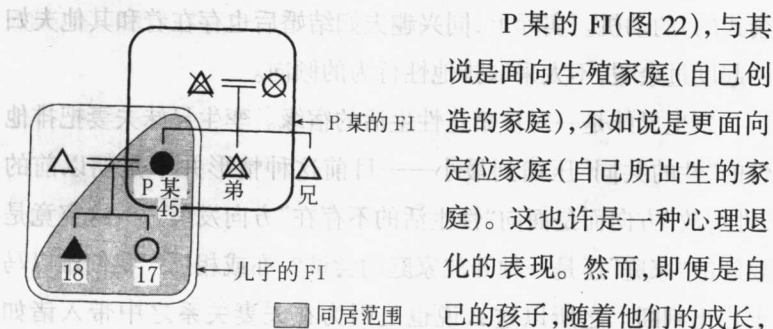 P某的FI
P某
45
弟
兄
18
17
儿子的FI
同居范围
P某的 FI(图 22),与其
说是面向生殖家庭(自己创
造的家庭),不如说是更面向
定位家庭(自己所出生的家
庭)。这也许是一种心理退
化的表现。然而,即便是自
己的孩子,随着他们的成长,